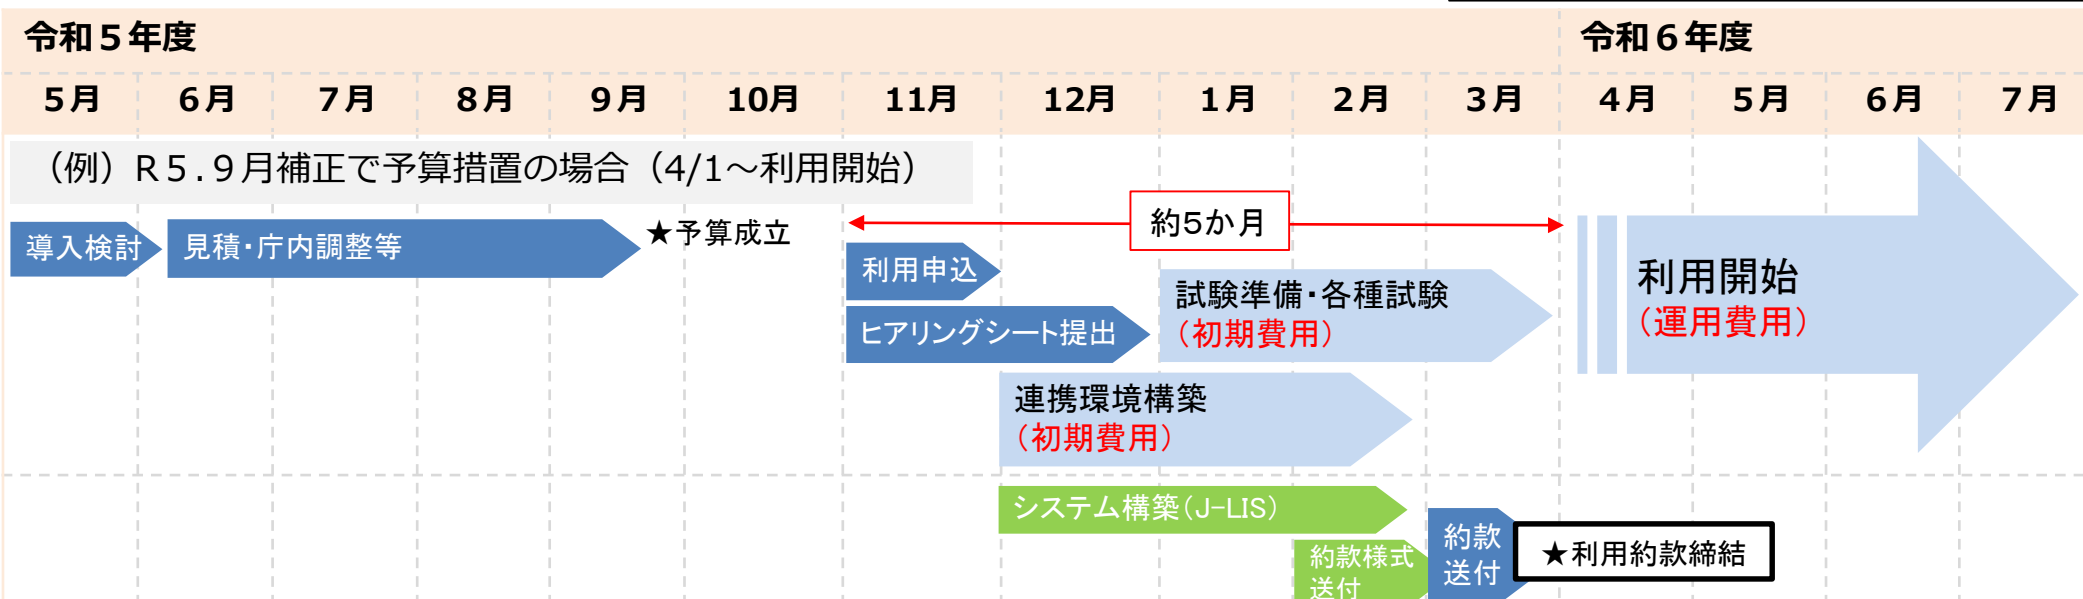 令和５年度
令和６年度
５月 ６月 ７月 ８月 ９月 10月 11月 12月 １月 ２月 ３月 ４月 ５月 ６月 ７月
（例）Ｒ５.９月補正で予算措置の場合（4/1～利用開始）
導入検討
見積・庁内調整等
★予算成立
約5か月
利用申込
ヒアリングシート提出
試験準備・各種試験
（初期費用）
連携環境構築
（初期費用）
利用開始
（運用費用）
システム構築（J-LIS）
約款様式
送付
約款
送付
★利用約款締結